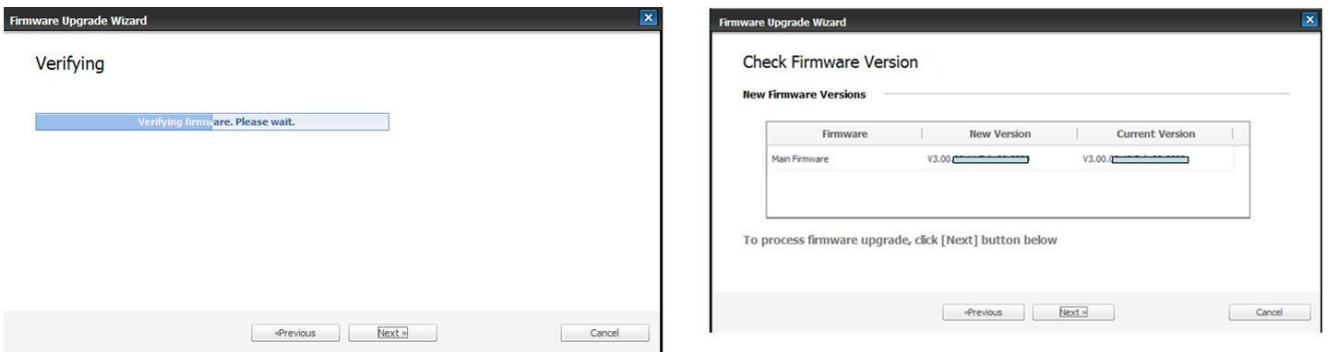 Firmware Upgrade Wizard
Verifying
Verifying firmware. Please wait.
«Previous Next » Cancel
Firmware Upgrade Wizard
Check Firmware Version
New Firmware Versions
Firmware New Version Current Version
Main Firmware V3.00. V3.00.
To process firmware upgrade, click [Next] button below
«Previous Next » Cancel